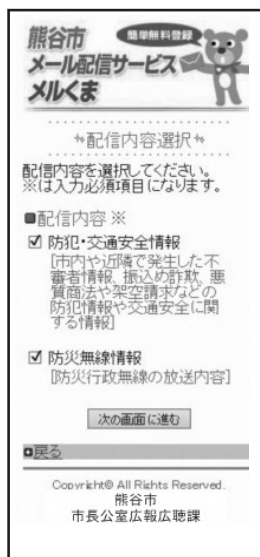 熊谷市
簡単無料登録
メール配信サービス
メルくま
配信内容選択
配信内容を選択してください。
※は入力必須項目になります。
■配信内容 ※
防犯・交通安全情報
[市内や近隣で発生した不
審者情報、振込め詐欺、悪
質商法や架空請求などの
防犯情報や交通安全に関
する情報]
防災無線情報
[防災行政無線の放送内容]
次の画面に進む
戻る
Copyright© All Rights Reserved.
熊谷市
市長公室広報広聴課